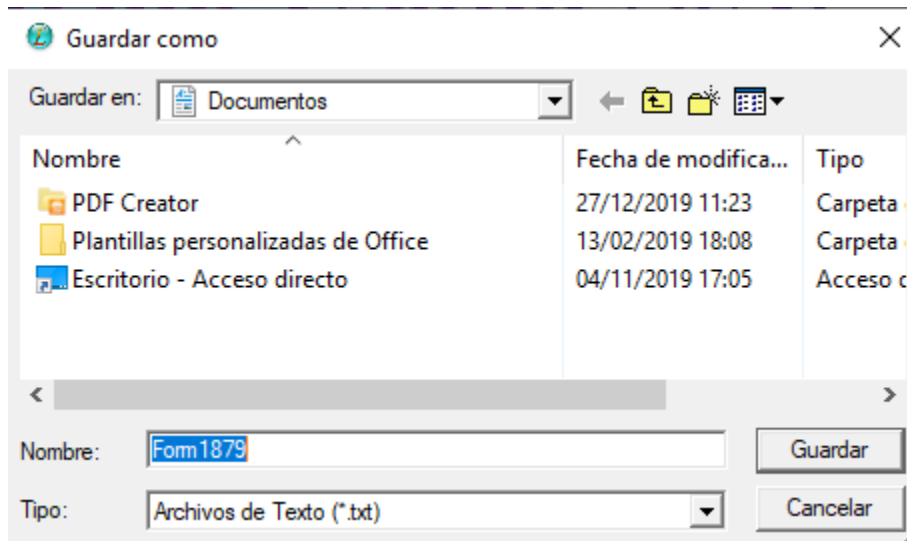 Guardar como
Guardar en: Documentos
Nombre Fecha de modifica... Tipo
PDF Creator 27/12/2019 11:23 Carpeta
Plantillas personalizadas de Office 13/02/2019 18:08 Carpeta
Escritorio - Acceso directo 04/11/2019 17:05 Acceso
Nombre: Form1879 Guardar
Tipo: Archivos de Texto (*.txt) Cancelar